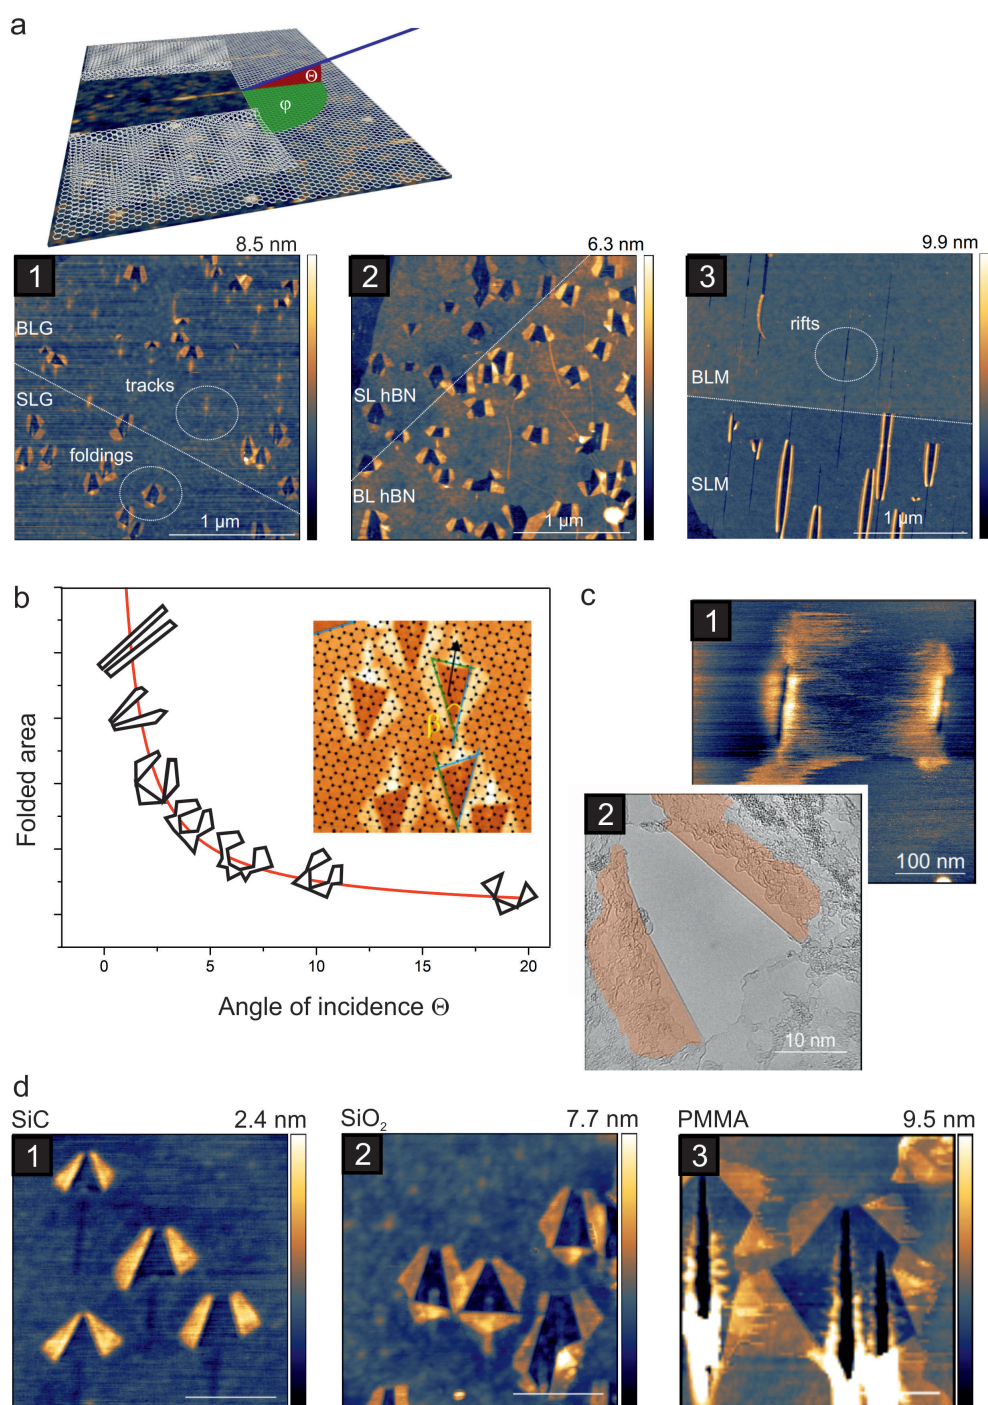 a
Θ
φ
8.5 nm
6.3 nm
9.9 nm
1
2
3
BLG
SLG
tracks
foldings
1 µm
SL hBN
BL hBN
1 µm
rifts
BLM
SLM
1 µm
b
Folded area
β
0
5
10
15
20
Angle of incidence Θ
c
1
100 nm
2
10 nm
d
SiC
2.4 nm
SiO₂
7.7 nm
PMMA
9.5 nm
1
2
3